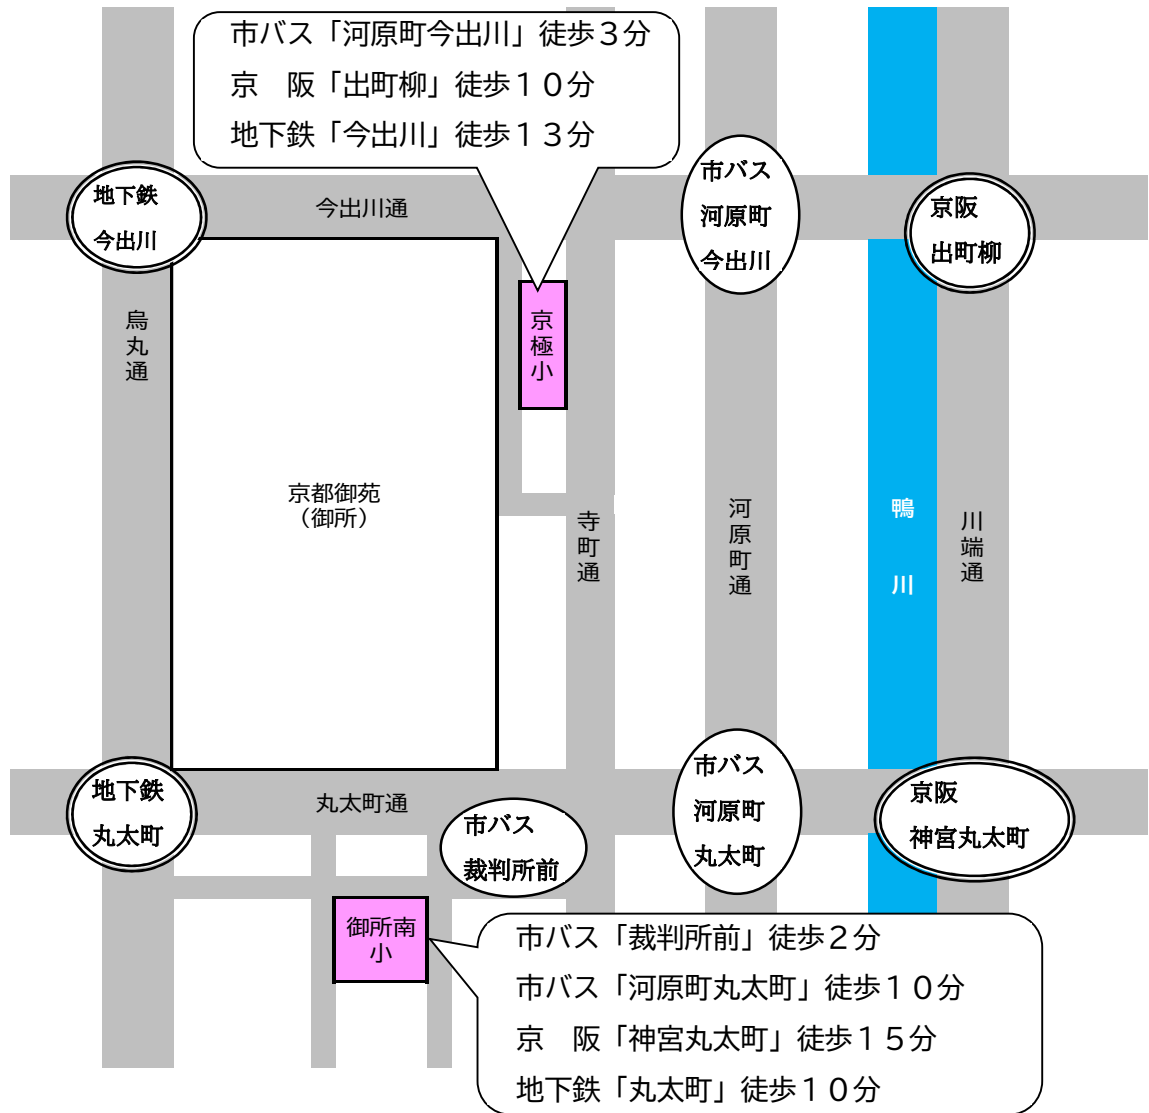 市バス「河原町今出川」徒歩３分
京　阪「出町柳」徒歩１０分
地下鉄「今出川」徒歩１３分
地下鉄
今出川
今出川通
市バス
河原町
今出川
京阪
出町柳
烏丸通
京極小
京都御苑
（御所）
寺町通
河原町通
鴨川
川端通
地下鉄
丸太町
丸太町通
市バス
裁判所前
市バス
河原町
丸太町
京阪
神宮丸太町
御所南
小
市バス「裁判所前」徒歩２分
市バス「河原町丸太町」徒歩１０分
京　阪「神宮丸太町」徒歩１５分
地下鉄「丸太町」徒歩１０分